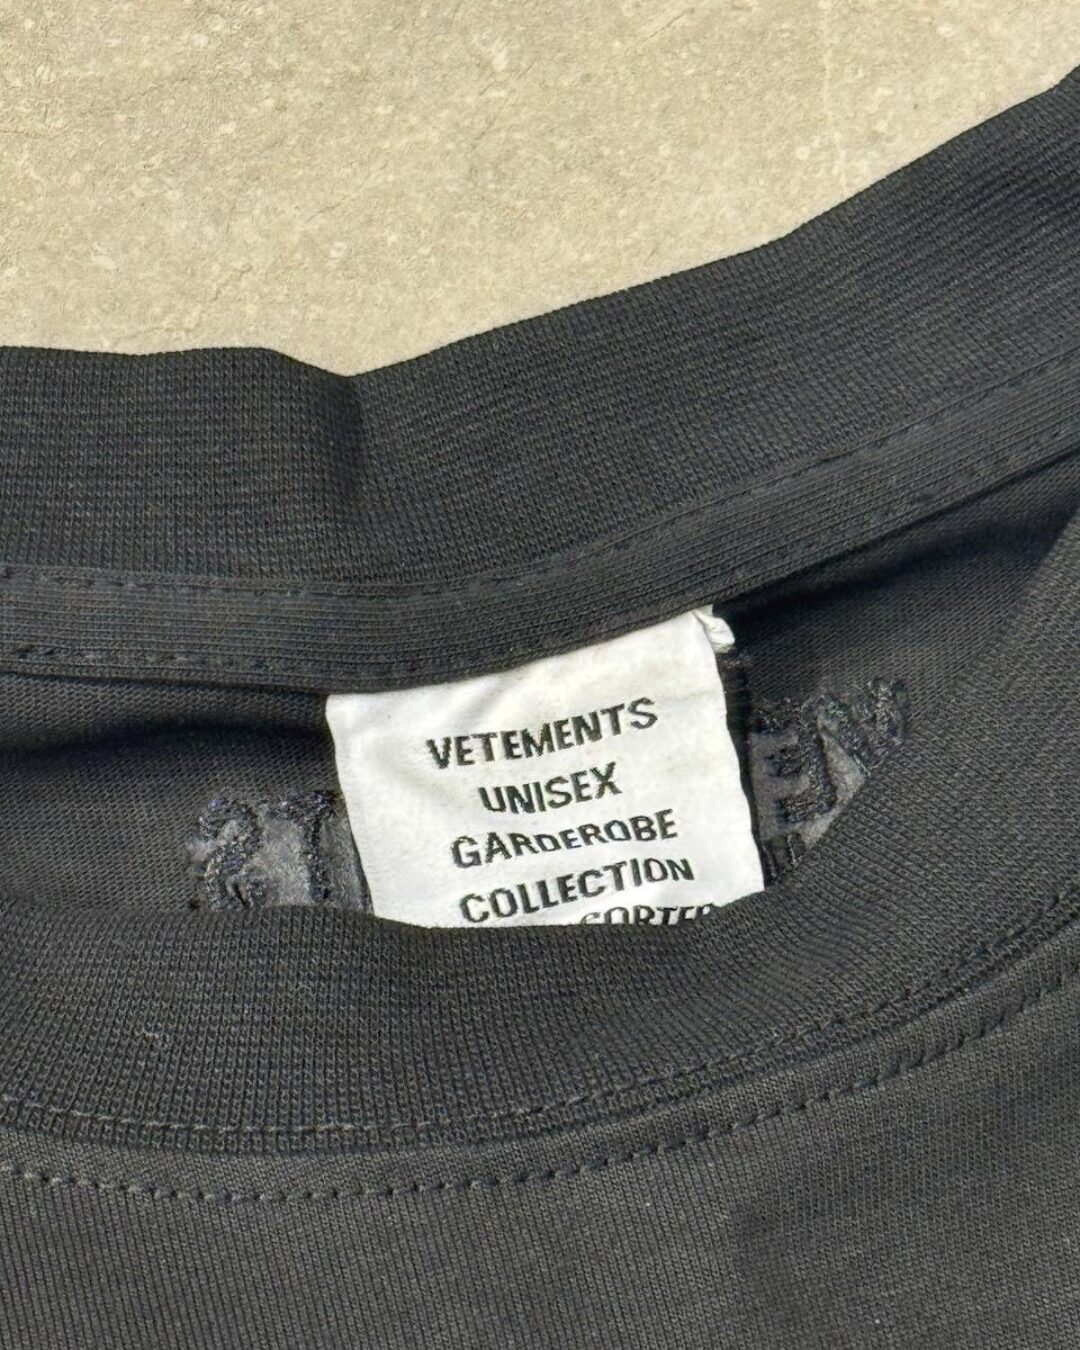 VETEMENTS
UNISEX
GARDEROBE
COLLECTION